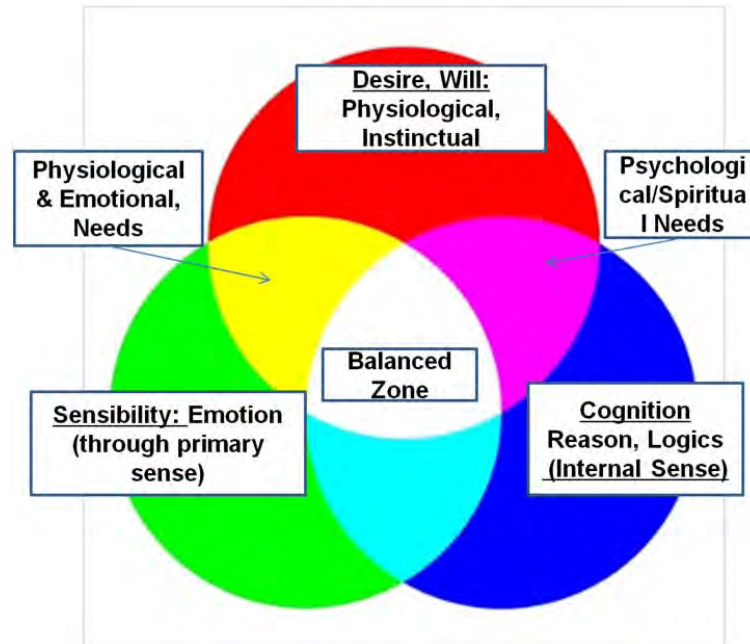 Desire, Will:
Physiological,
Instinctual
Physiological
& Emotional,
Needs
Psychologi
cal/Spiritua
l Needs
Balanced
Zone
Sensibility: Emotion
(through primary
sense)
Cognition
Reason, Logics
(Internal Sense)